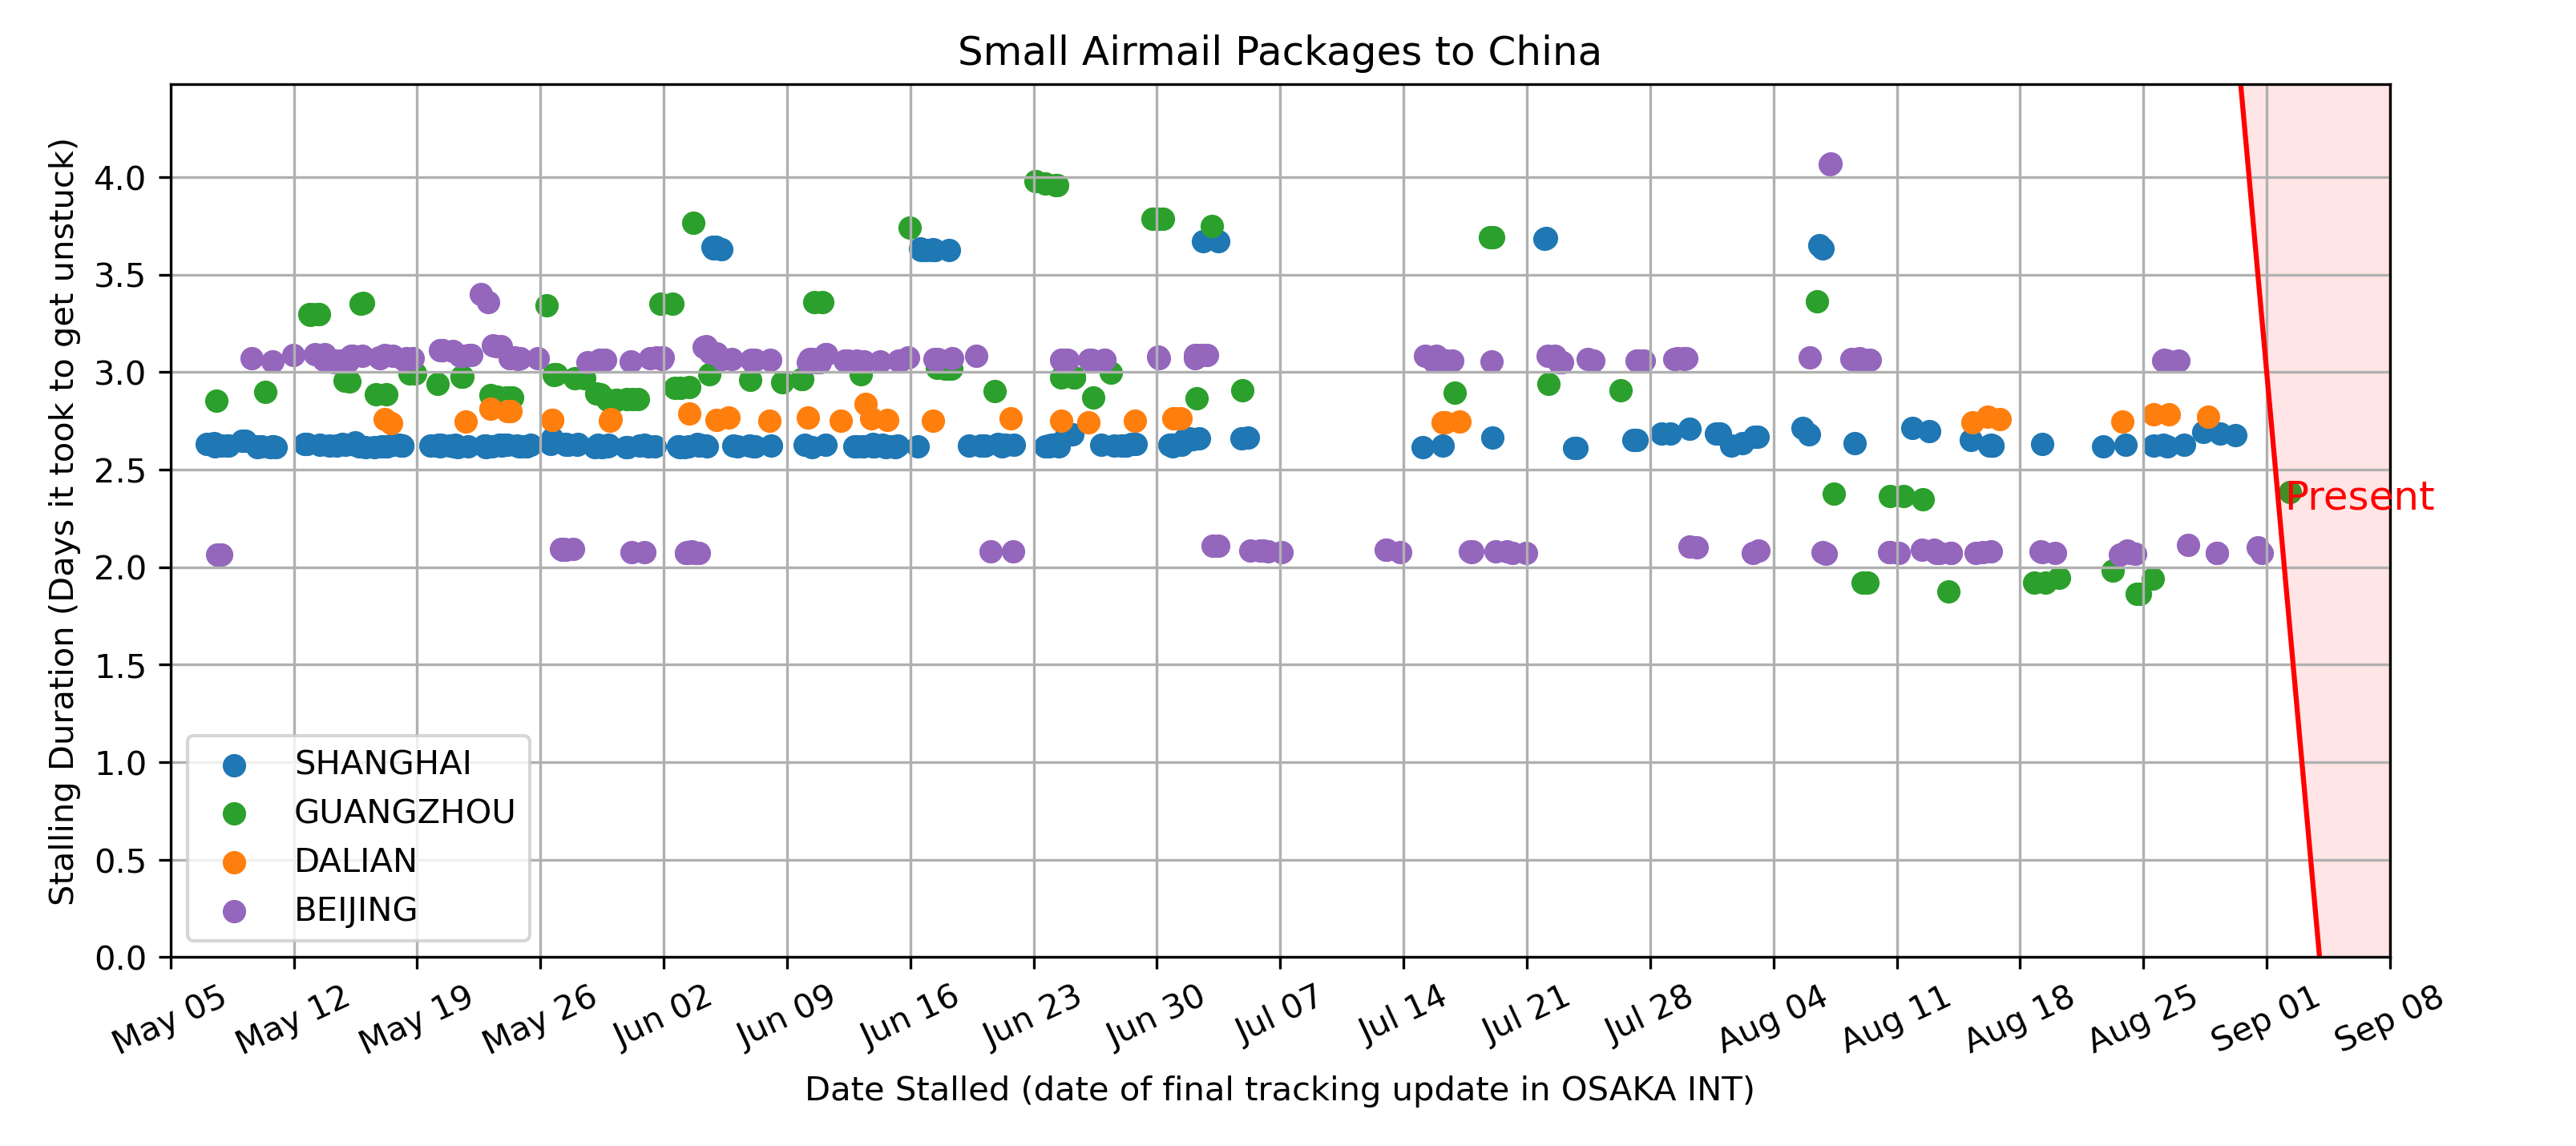 Small Airmail Packages to China
Stalling Duration (Days it took to get unstuck)
4.0
3.5
3.0
2.5
2.0
1.5
1.0
0.5
0.0
Present
SHANGHAI
GUANGZHOU
DALIAN
BEIJING
May 05
May 12
May 19
May 26
Jun 02
Jun 09
Jun 16
Jun 23
Jun 30
Jul 07
Jul 14
Jul 21
Jul 28
Aug 04
Aug 11
Aug 18
Aug 25
Sep 01
Sep 08
Date Stalled (date of final tracking update in OSAKA INT)